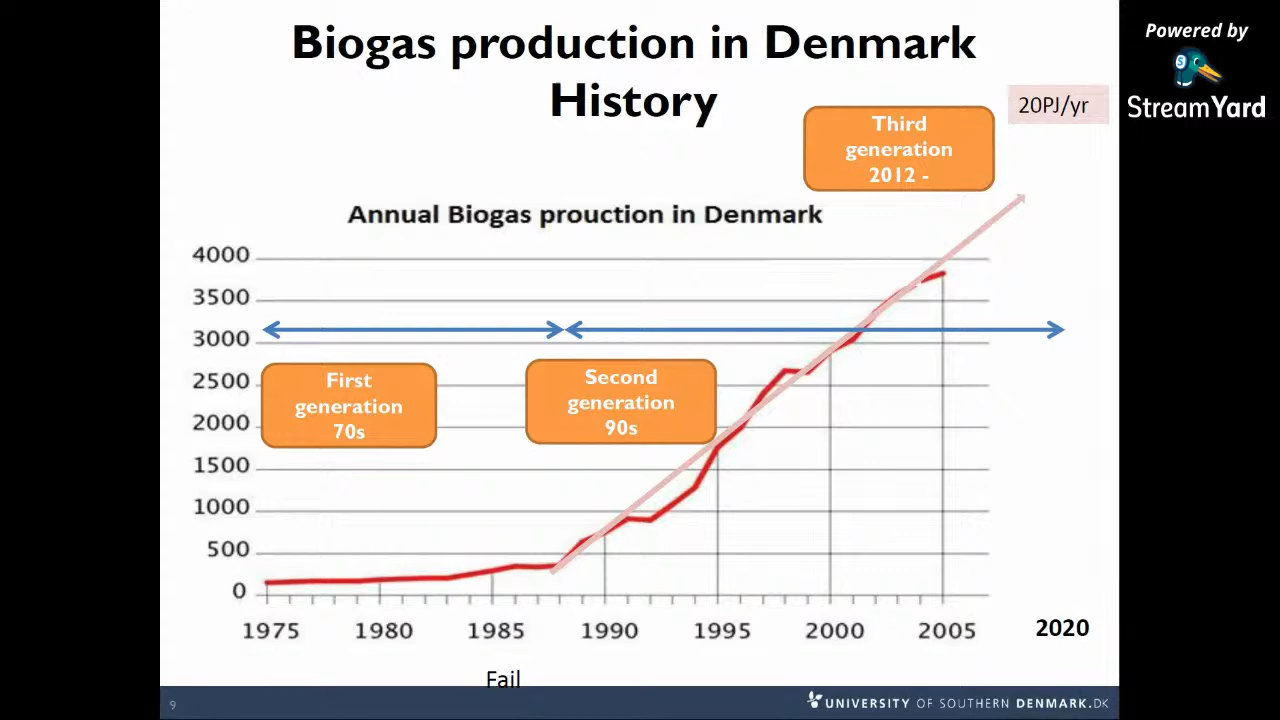 Biogas production in Denmark
History
Powered by
StreamYard
20PJ/yr
Third
generation
2012 -
Annual Biogas prouction in Denmark
4000
3500
3000
2500
2000
1500
1000
500
0
First
generation
70s
Second
generation
90s
1975 1980 1985 1990 1995 2000 2005 2020
Fail
9
UNIVERSITY OF SOUTHERN DENMARK.DK